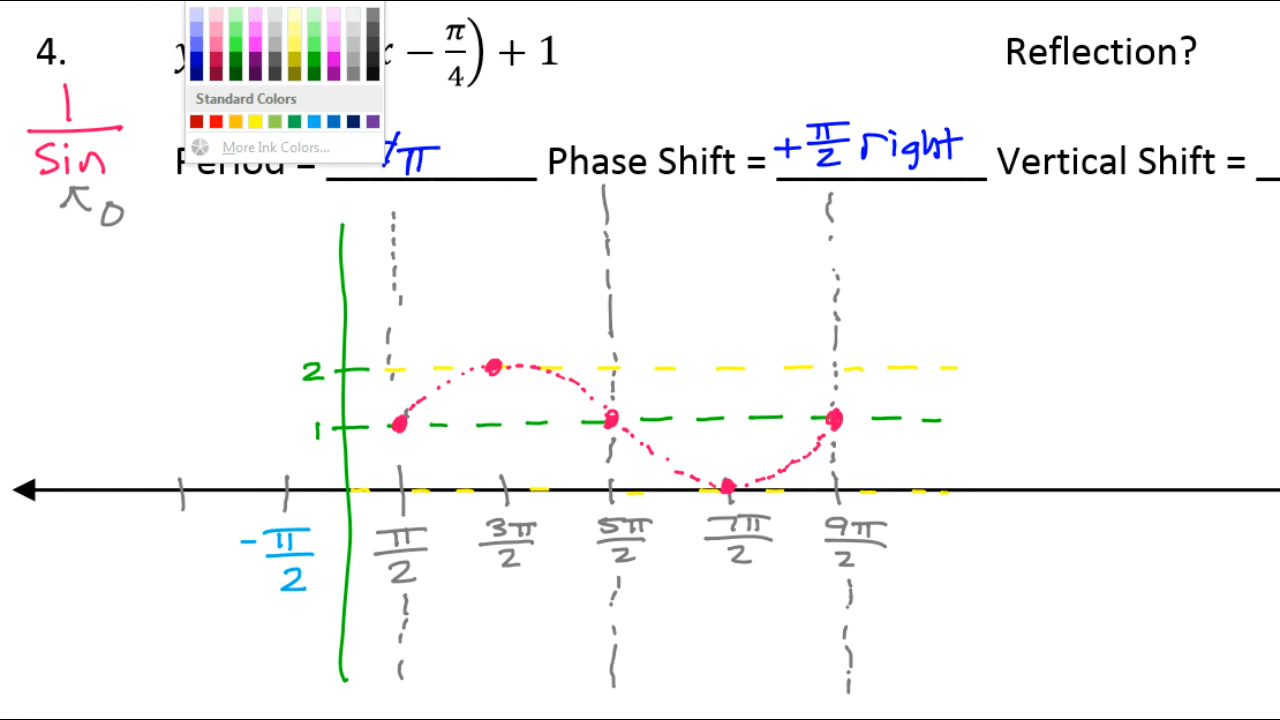 4. − π/4) + 1 Reflection?
Standard Colors
More Ink Colors...
1/sin
0
Period = π Phase Shift = + π/2 right Vertical Shift =
2
1
-π/2 π/2 3π/2 5π/2 7π/2 9π/2